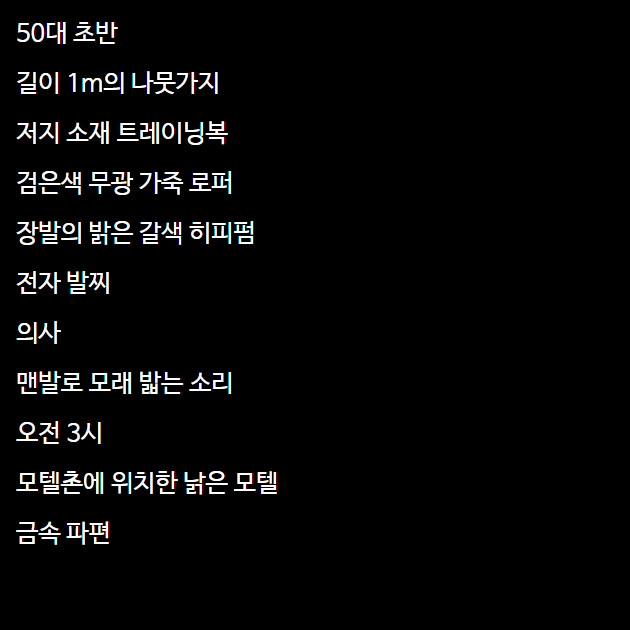 50대 초반
길이 1m의 나뭇가지
저지 소재 트레이닝복
검은색 무광 가죽 로퍼
장발의 밝은 갈색 히피펌
전자 발찌
의사
맨발로 모래 밟는 소리
오전 3시
모텔촌에 위치한 낡은 모텔
금속 파편